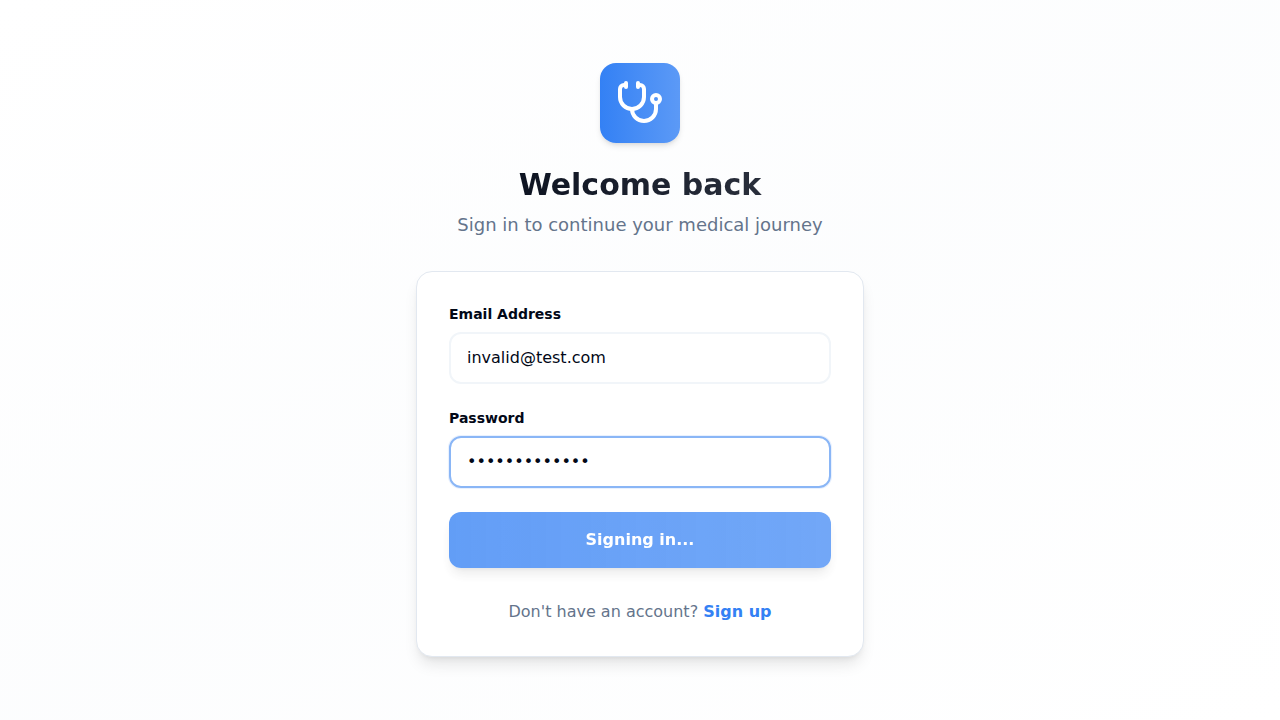 Welcome back
Sign in to continue your medical journey
Email Address
invalid@test.com
Password
•••••••••••••
Signing in...
Don't have an account? Sign up